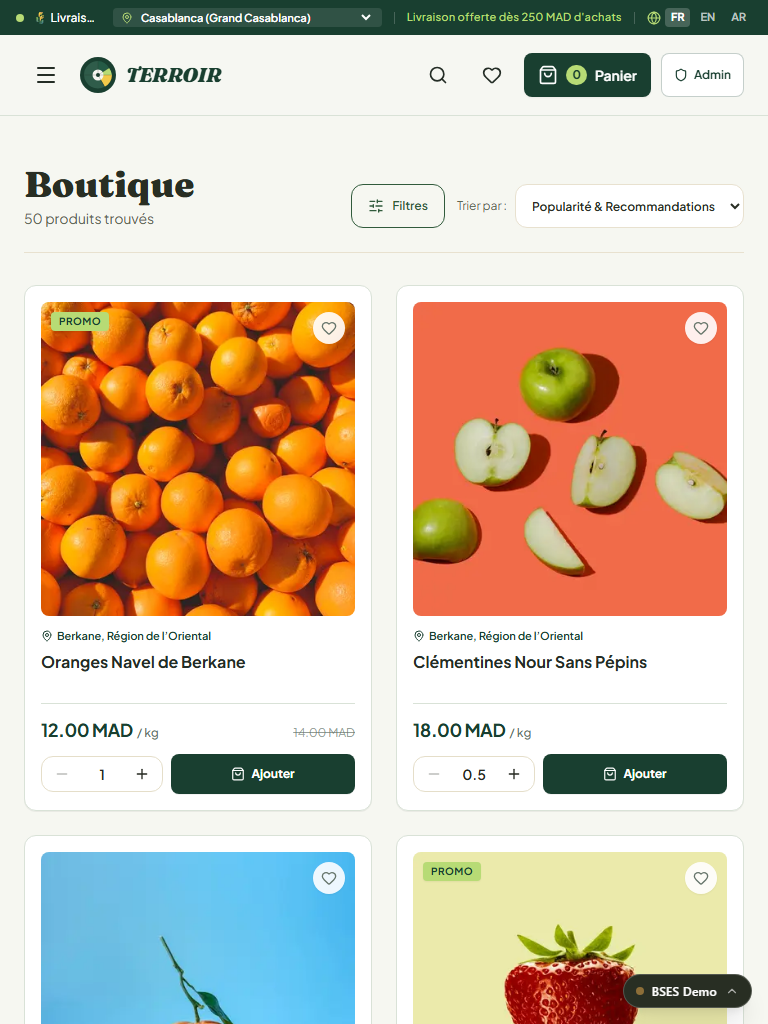 Livrais...
Casablanca (Grand Casablanca)
Livraison offerte dès 250 MAD d'achats
FR EN AR
TERROIR
0 Panier
Admin
Boutique
50 produits trouvés
Filtres
Trier par :
Popularité & Recommandations
PROMO
Berkane, Région de l'Oriental
Oranges Navel de Berkane
12.00 MAD / kg
14.00 MAD
1
Ajouter
Berkane, Région de l'Oriental
Clémentines Nour Sans Pépins
18.00 MAD / kg
0.5
Ajouter
PROMO
BSES Demo